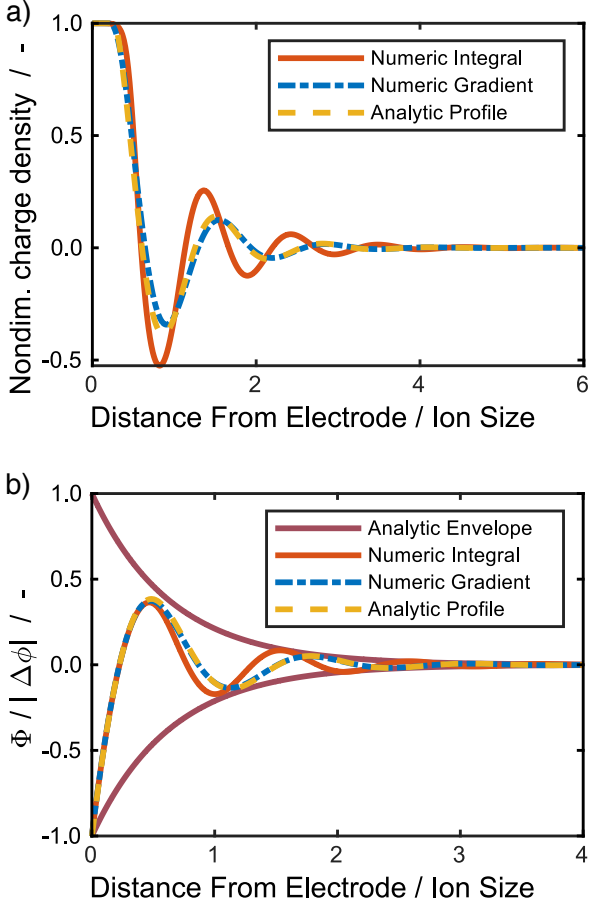 a)
Nondim. charge density / -
1.0
0.5
0.0
-0.5
Numeric Integral
Numeric Gradient
Analytic Profile
0 2 4 6
Distance From Electrode / Ion Size
b)
Φ / | Δϕ | / -
1.0
0.5
0.0
-0.5
-1.0
Analytic Envelope
Numeric Integral
Numeric Gradient
Analytic Profile
0 1 2 3 4
Distance From Electrode / Ion Size